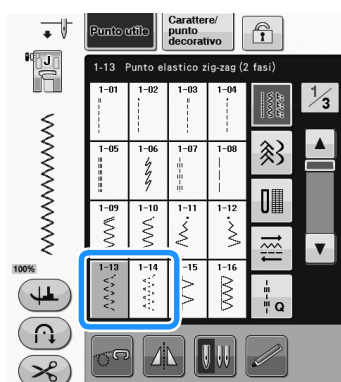 Punto utile
Carattere/
punto
decorativo
J
1-13 Punto elastico zig-zag (2 fasi)
1-01 1-02 1-03 1-04
1/3
1-05 1-06 1-07 1-08
1-09 1-10 1-11 1-12
100%
1-13 1-14 -15 1-16
Q